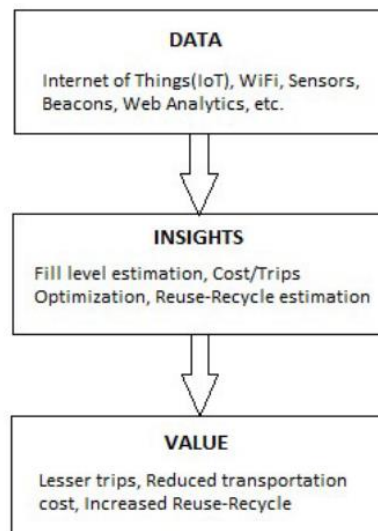 DATA
Internet of Things(IoT), WiFi, Sensors,
Beacons, Web Analytics, etc.
INSIGHTS
Fill level estimation, Cost/Trips
Optimization, Reuse-Recycle estimation
VALUE
Lesser trips, Reduced transportation
cost, Increased Reuse-Recycle